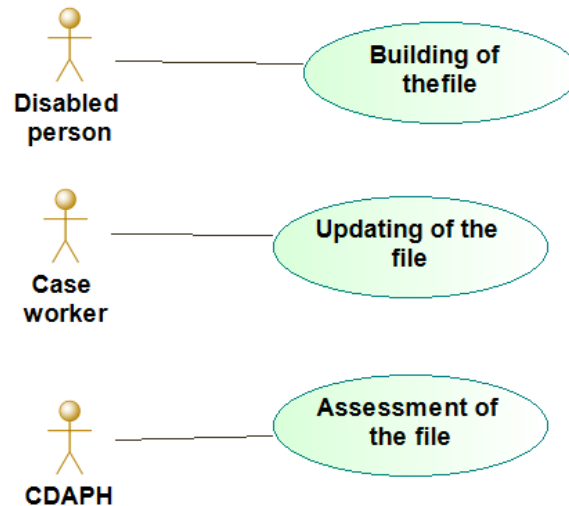 Building of
thefile
Disabled
person
Updating of the
file
Case
worker
Assessment of
the file
CDAPH